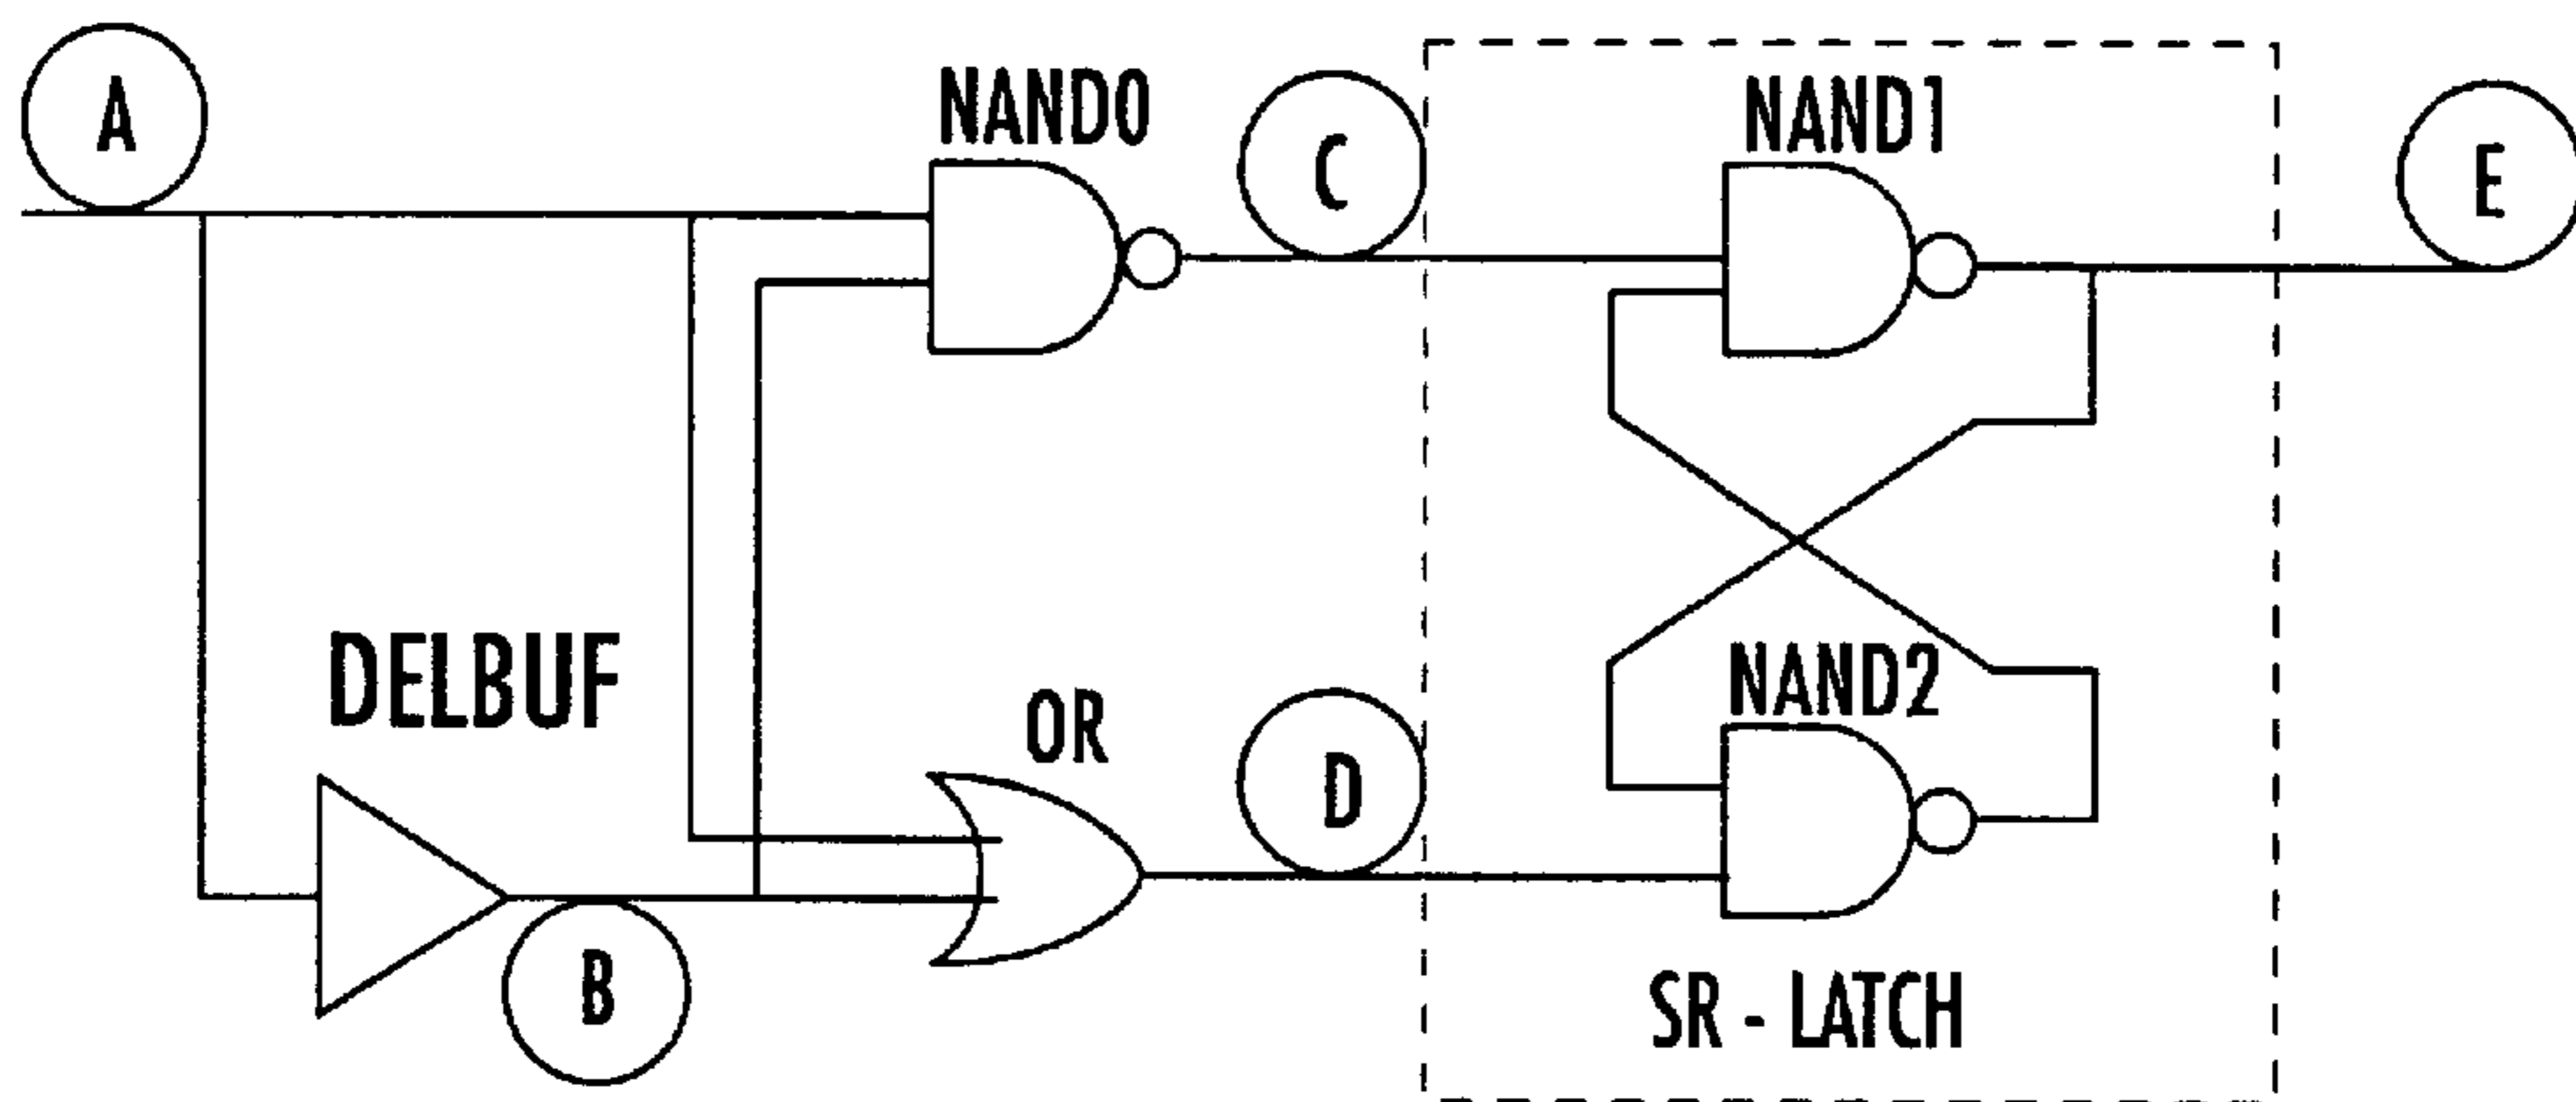 A
NAND0
C
NAND1
E
DELBUF
B
OR
D
NAND2
SR - LATCH